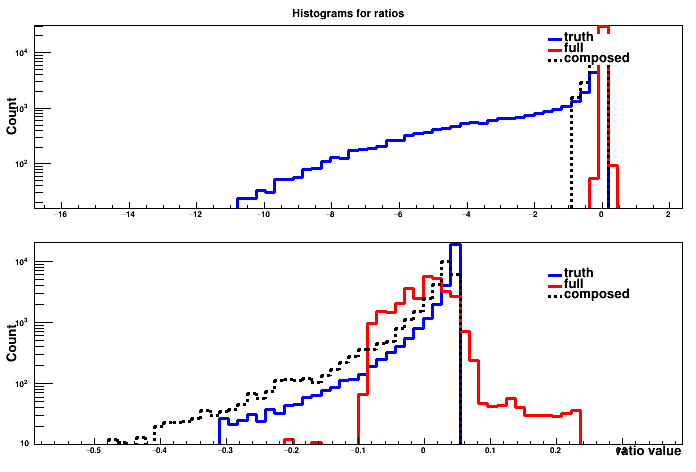 Histograms for ratios
Count
10⁴
10³
10²
truth
full
composed
−16 −14 −12 −10 −8 −6 −4 −2 0 2
Count
10⁴
10³
10²
10
truth
full
composed
−0.5 −0.4 −0.3 −0.2 −0.1 0 0.1 0.2
ratio value